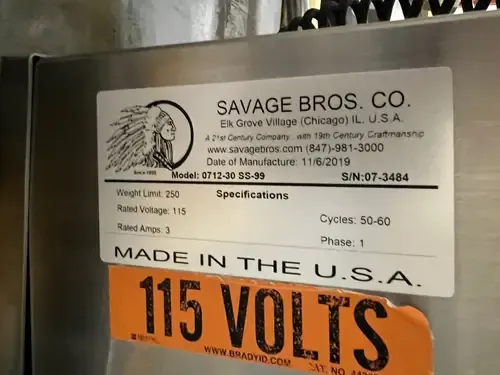 SAVAGE BROS. CO.
Elk Grove Village (Chicago) IL. U.S.A.
A 21st Century Company with 19th Century Craftmanship
www.savagebros.com (847)-981-3000
Date of Manufacture: 11/6/2019
Since 1855
Model: 0712-30 SS-99 S/N:07-3484
Weight Limit: 250 Specifications
Rated Voltage: 115 Cycles: 50-60
Rated Amps: 3 Phase: 1
MADE IN THE U.S.A.
115 VOLTS
WWW.BRADYID.COM CAT. NO.